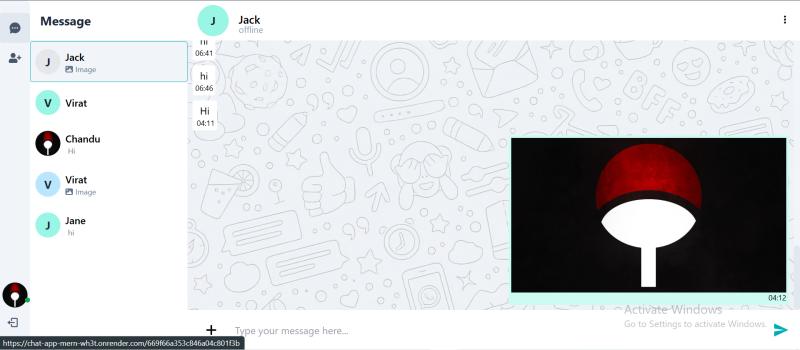 Message
J
Jack
Image
V
Virat
Chandu
Hi
V
Virat
Image
J
Jane
hi
J
Jack
offline
hi
06:41
hi
06:46
Hi
04:11
BFF
04:12
Activate Windows
Go to Settings to activate Windows.
Type your message here...
https://chat-app-mern-wh3t.onrender.com/669f66a353c846a04c801f3b